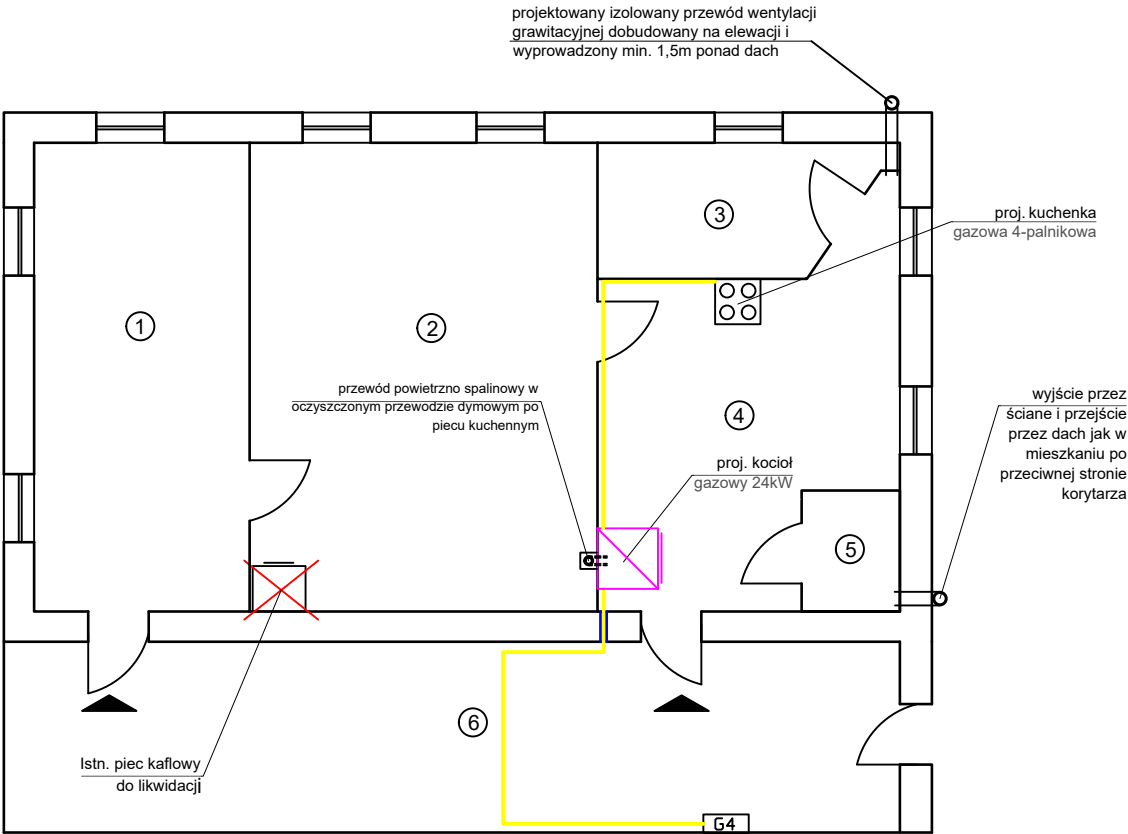 projektowany izolowany przewód wentylacji
grawitacyjnej dobudowany na elewacji i
wyprowadzony min. 1,5m ponad dach
3
proj. kuchenka
gazowa 4-palnikowa
1
2
przewód powietrzno spalinowy w
oczyszczonym przewodzie dymowym po
piecu kuchennym
4
wyjście przez
ściane i przejście
przez dach jak w
mieszkaniu po
przeciwnej stronie
korytarza
proj. kocioł
gazowy 24kW
5
6
Istn. piec kaflowy
do likwidacji
G4